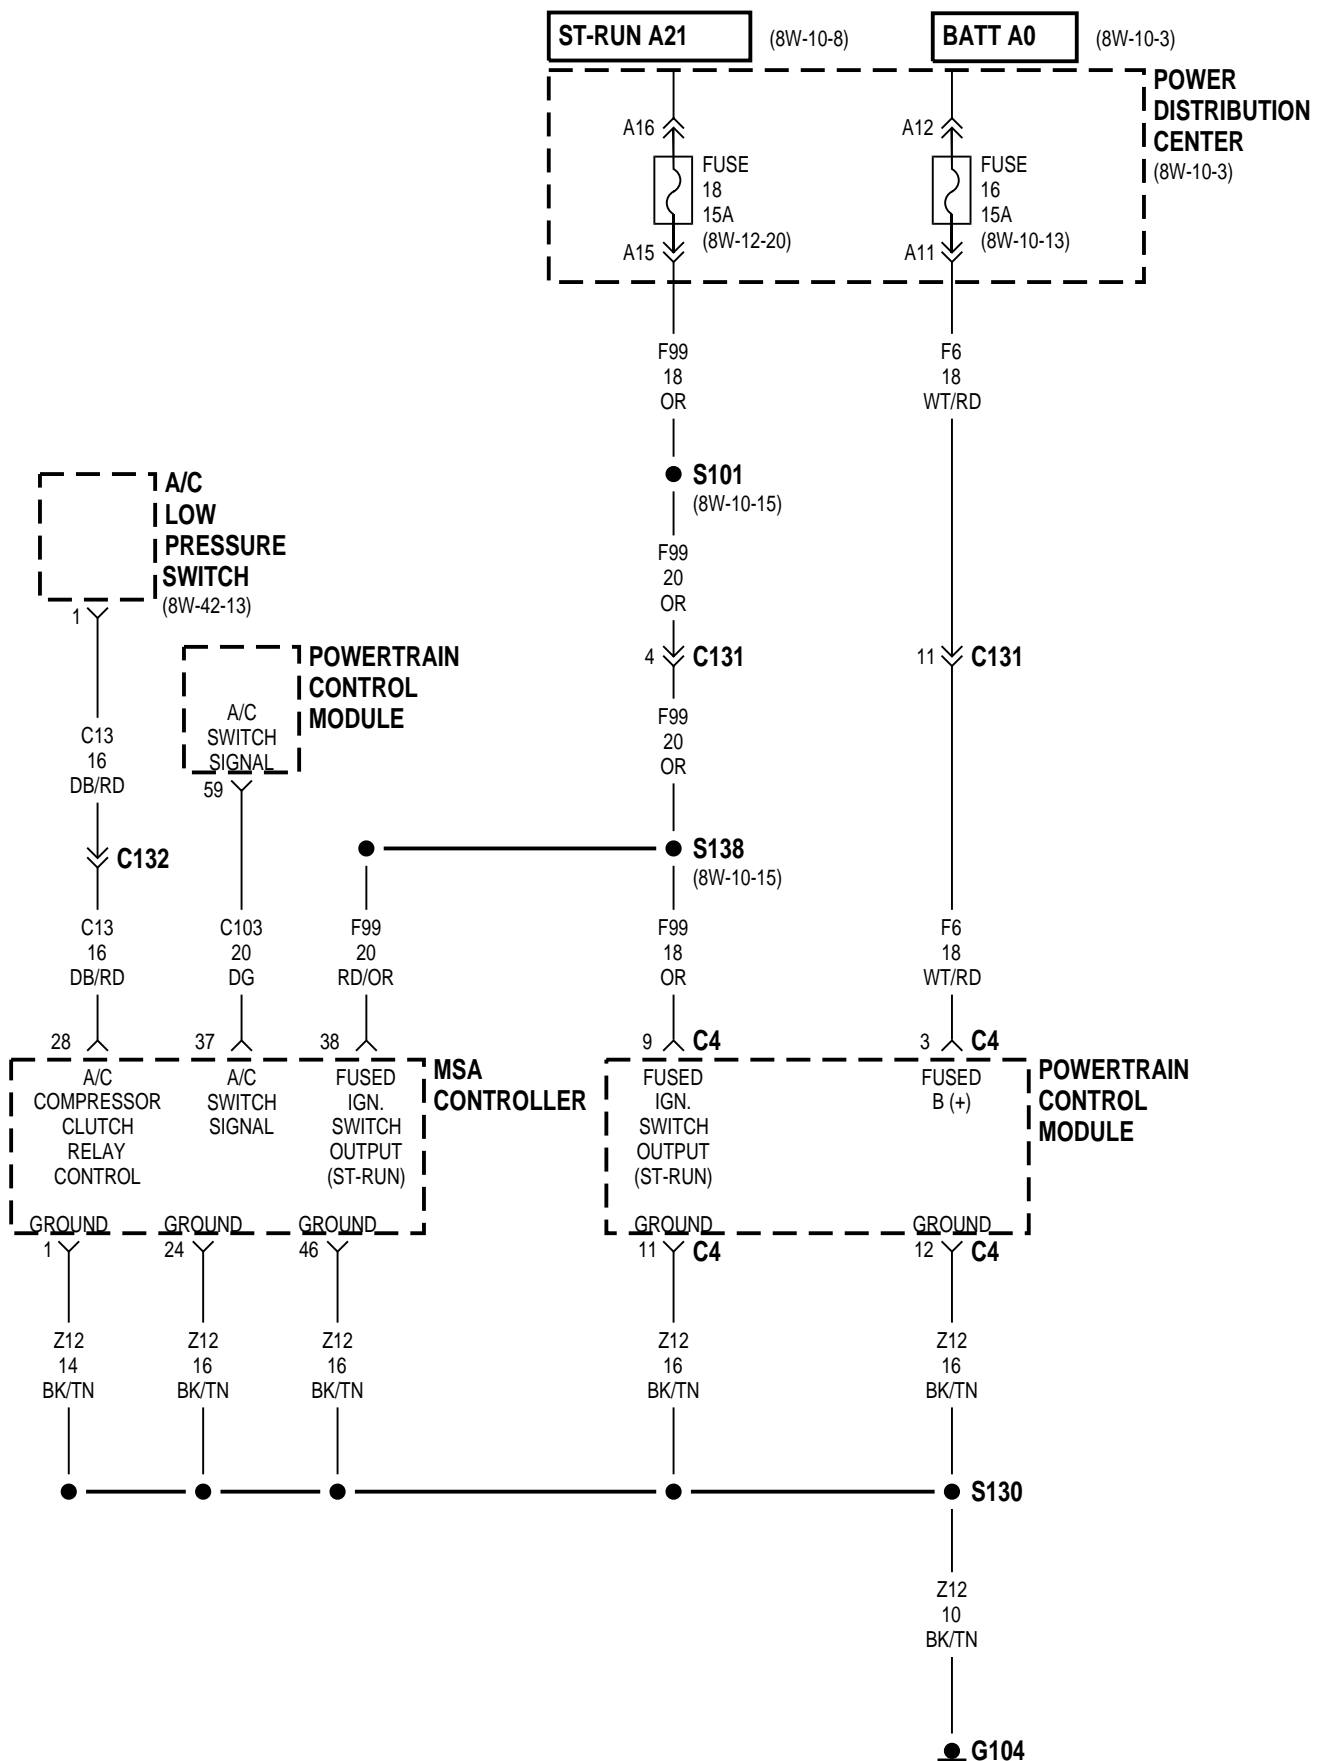 ST-RUN A21
(8W-10-8)
BATT A0
(8W-10-3)
POWER
DISTRIBUTION
CENTER
(8W-10-3)
A16
FUSE
18
15A
(8W-12-20)
A15
A12
FUSE
16
15A
(8W-10-13)
A11
F99
18
OR
F6
18
WT/RD
S101
(8W-10-15)
A/C
LOW
PRESSURE
SWITCH
(8W-42-13)
1
F99
20
OR
4
C131
11
C131
POWERTRAIN
CONTROL
MODULE
A/C
SWITCH
SIGNAL
59
C13
16
DB/RD
F99
20
OR
C132
S138
(8W-10-15)
C13
16
DB/RD
C103
20
DG
F99
20
RD/OR
F99
18
OR
F6
18
WT/RD
28
37
38
9
C4
3
C4
A/C
COMPRESSOR
CLUTCH
RELAY
CONTROL
A/C
SWITCH
SIGNAL
FUSED
IGN.
SWITCH
OUTPUT
(ST-RUN)
MSA
CONTROLLER
FUSED
IGN.
SWITCH
OUTPUT
(ST-RUN)
FUSED
B (+)
POWERTRAIN
CONTROL
MODULE
GROUND
GROUND
GROUND
GROUND
GROUND
1
24
46
11
C4
12
C4
Z12
14
BK/TN
Z12
16
BK/TN
Z12
16
BK/TN
Z12
16
BK/TN
Z12
16
BK/TN
S130
Z12
10
BK/TN
G104